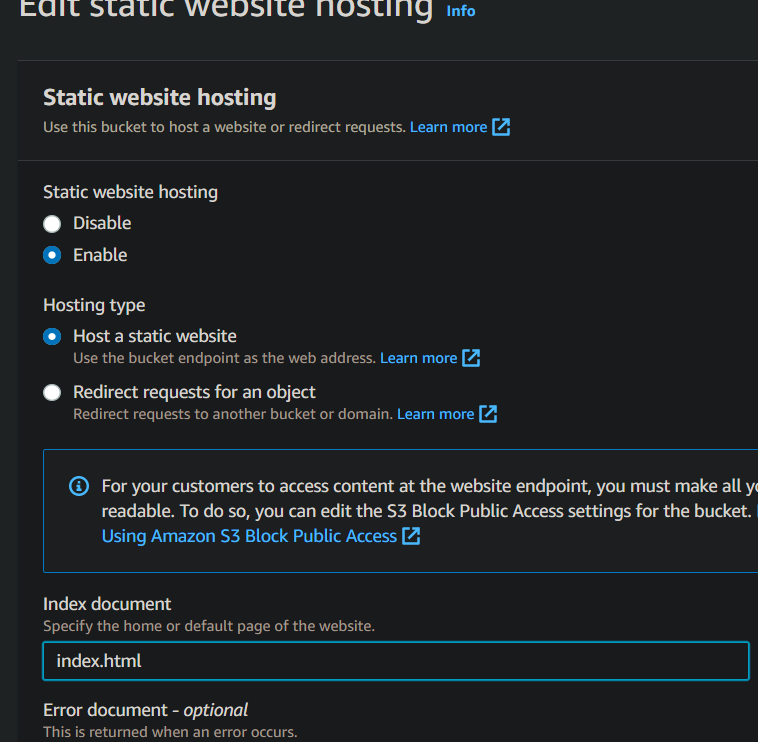 Edit static website hosting Info
Static website hosting
Use this bucket to host a website or redirect requests. Learn more
Static website hosting
Disable
Enable
Hosting type
Host a static website
Use the bucket endpoint as the web address. Learn more
Redirect requests for an object
Redirect requests to another bucket or domain. Learn more
For your customers to access content at the website endpoint, you must make all
readable. To do so, you can edit the S3 Block Public Access settings for the bucket.
Using Amazon S3 Block Public Access
Index document
Specify the home or default page of the website.
index.html
Error document - optional
This is returned when an error occurs.